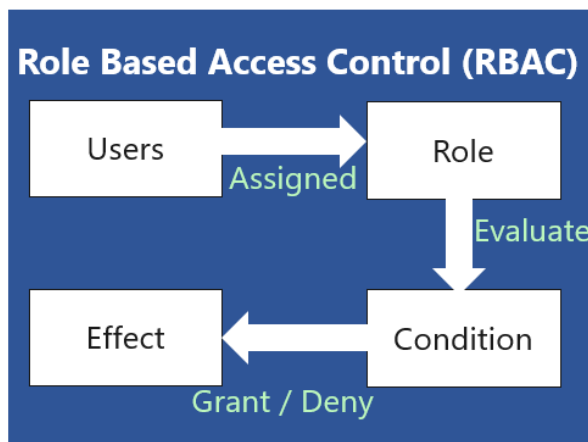 Role Based Access Control (RBAC)
Users
Assigned
Role
Evaluate
Condition
Grant / Deny
Effect